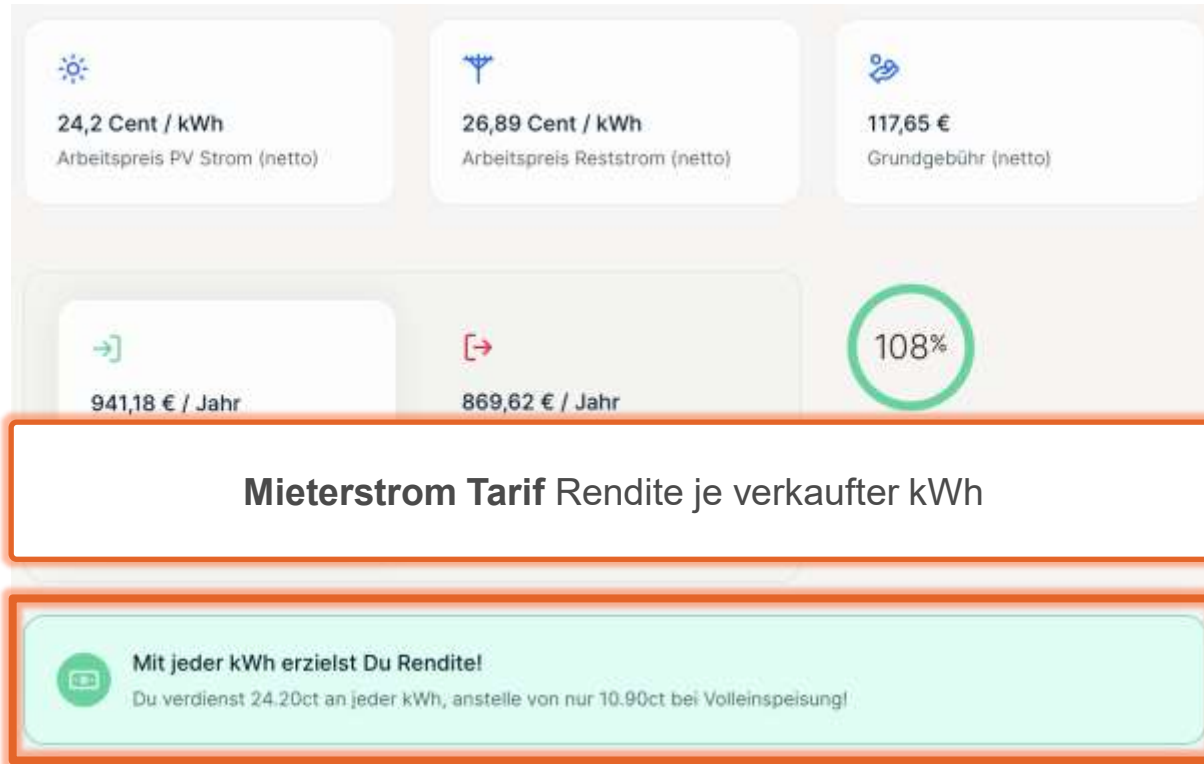 24,2 Cent / kWh
Arbeitspreis PV Strom (netto)
26,89 Cent / kWh
Arbeitspreis Reststrom (netto)
117,65 €
Grundgebühr (netto)
941,18 € / Jahr
869,62 € / Jahr
108%
Mieterstrom Tarif Rendite je verkaufter kWh
Mit jeder kWh erzielst Du Rendite!
Du verdienst 24.20ct an jeder kWh, anstelle von nur 10.90ct bei Volleinspeisung!